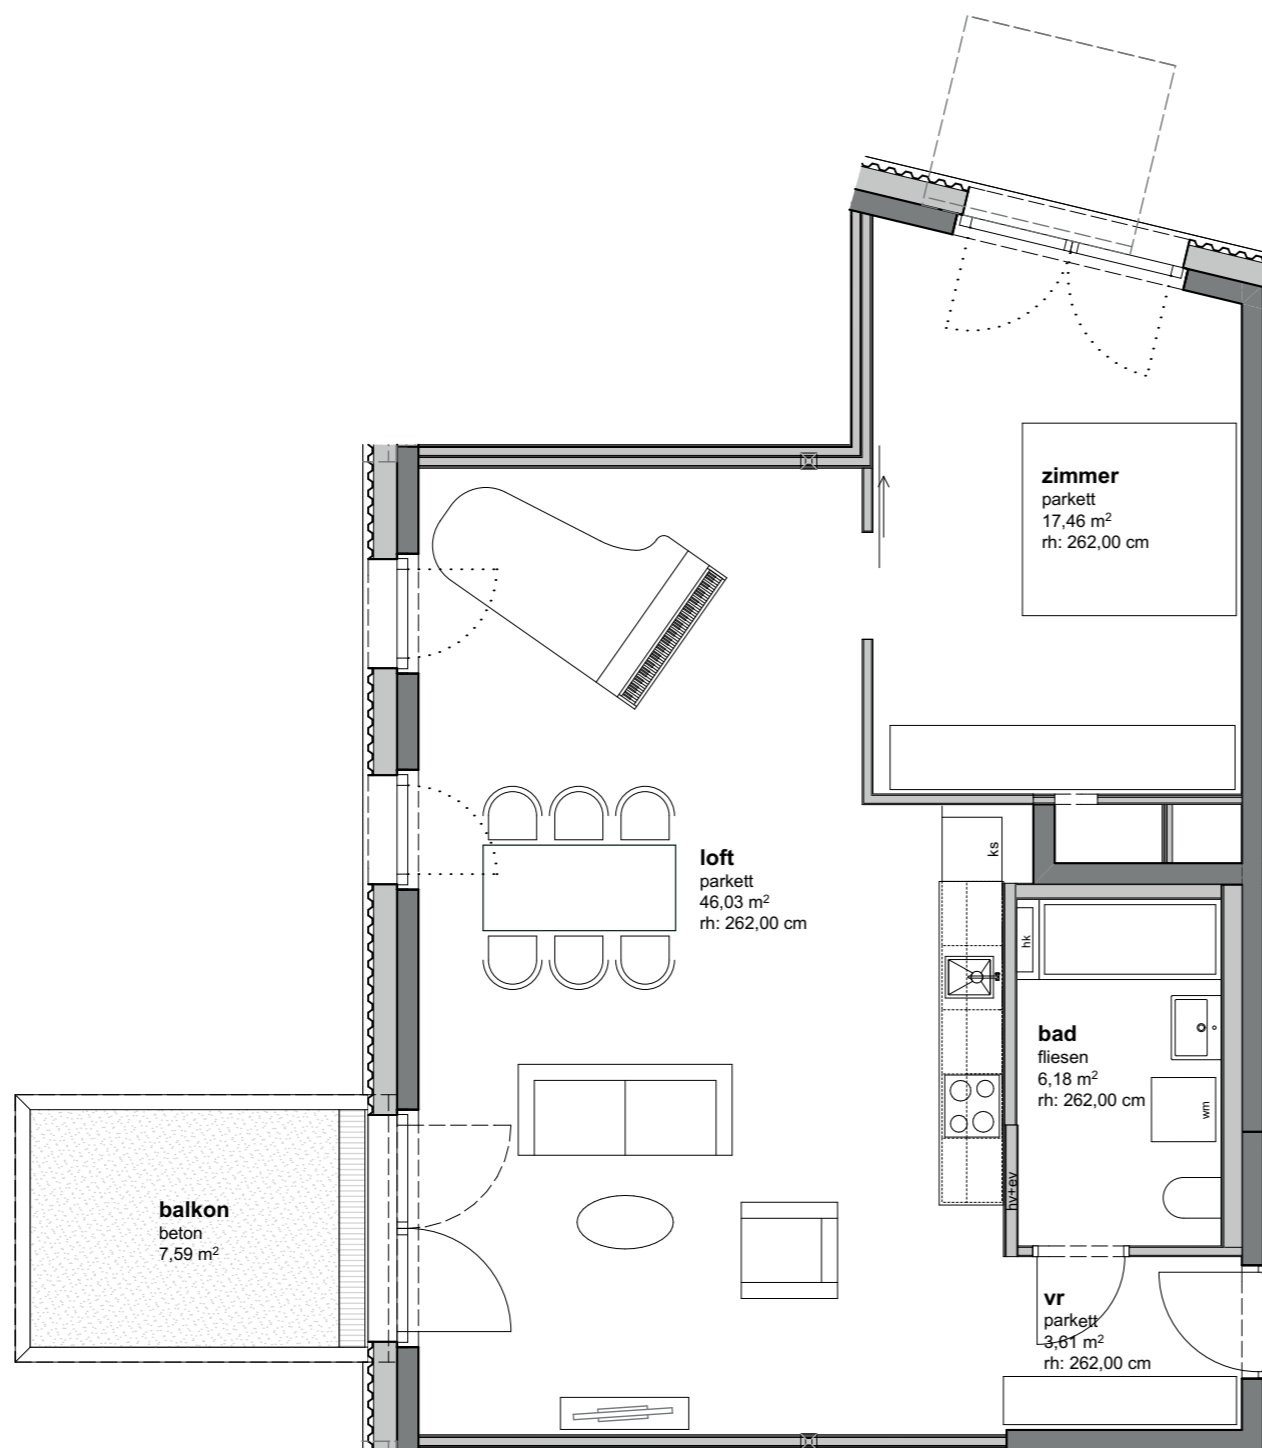 zimmer
parkett
17,46 m²
rh: 262,00 cm
loft
parkett
46,03 m²
rh: 262,00 cm
ks
hk
bad
fliesen
6,18 m²
rh: 262,00 cm
wm
hv+ev
balkon
beton
7,59 m²
vr
parkett
3,61 m²
rh: 262,00 cm